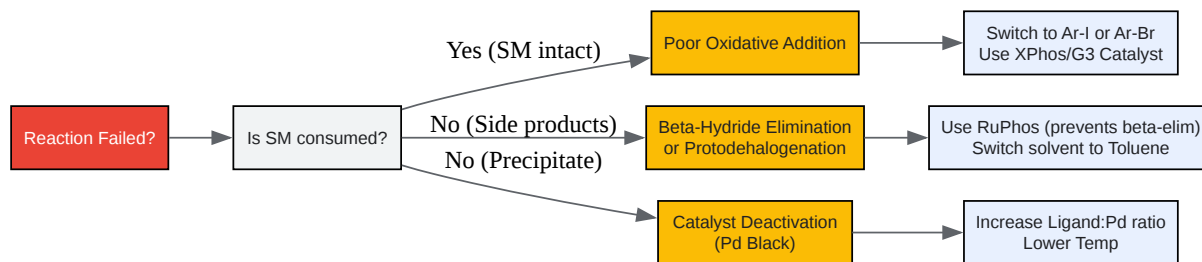 Reaction Failed?
Is SM consumed?
Yes (SM intact)
No (Side products)
No (Precipitate)
Poor Oxidative Addition
Switch to Ar-I or Ar-Br
Use XPhos/G3 Catalyst
Beta-Hydride Elimination
or Protodehalogenation
Use RuPhos (prevents beta-elim)
Switch solvent to Toluene
Catalyst Deactivation
(Pd Black)
Increase Ligand:Pd ratio
Lower Temp